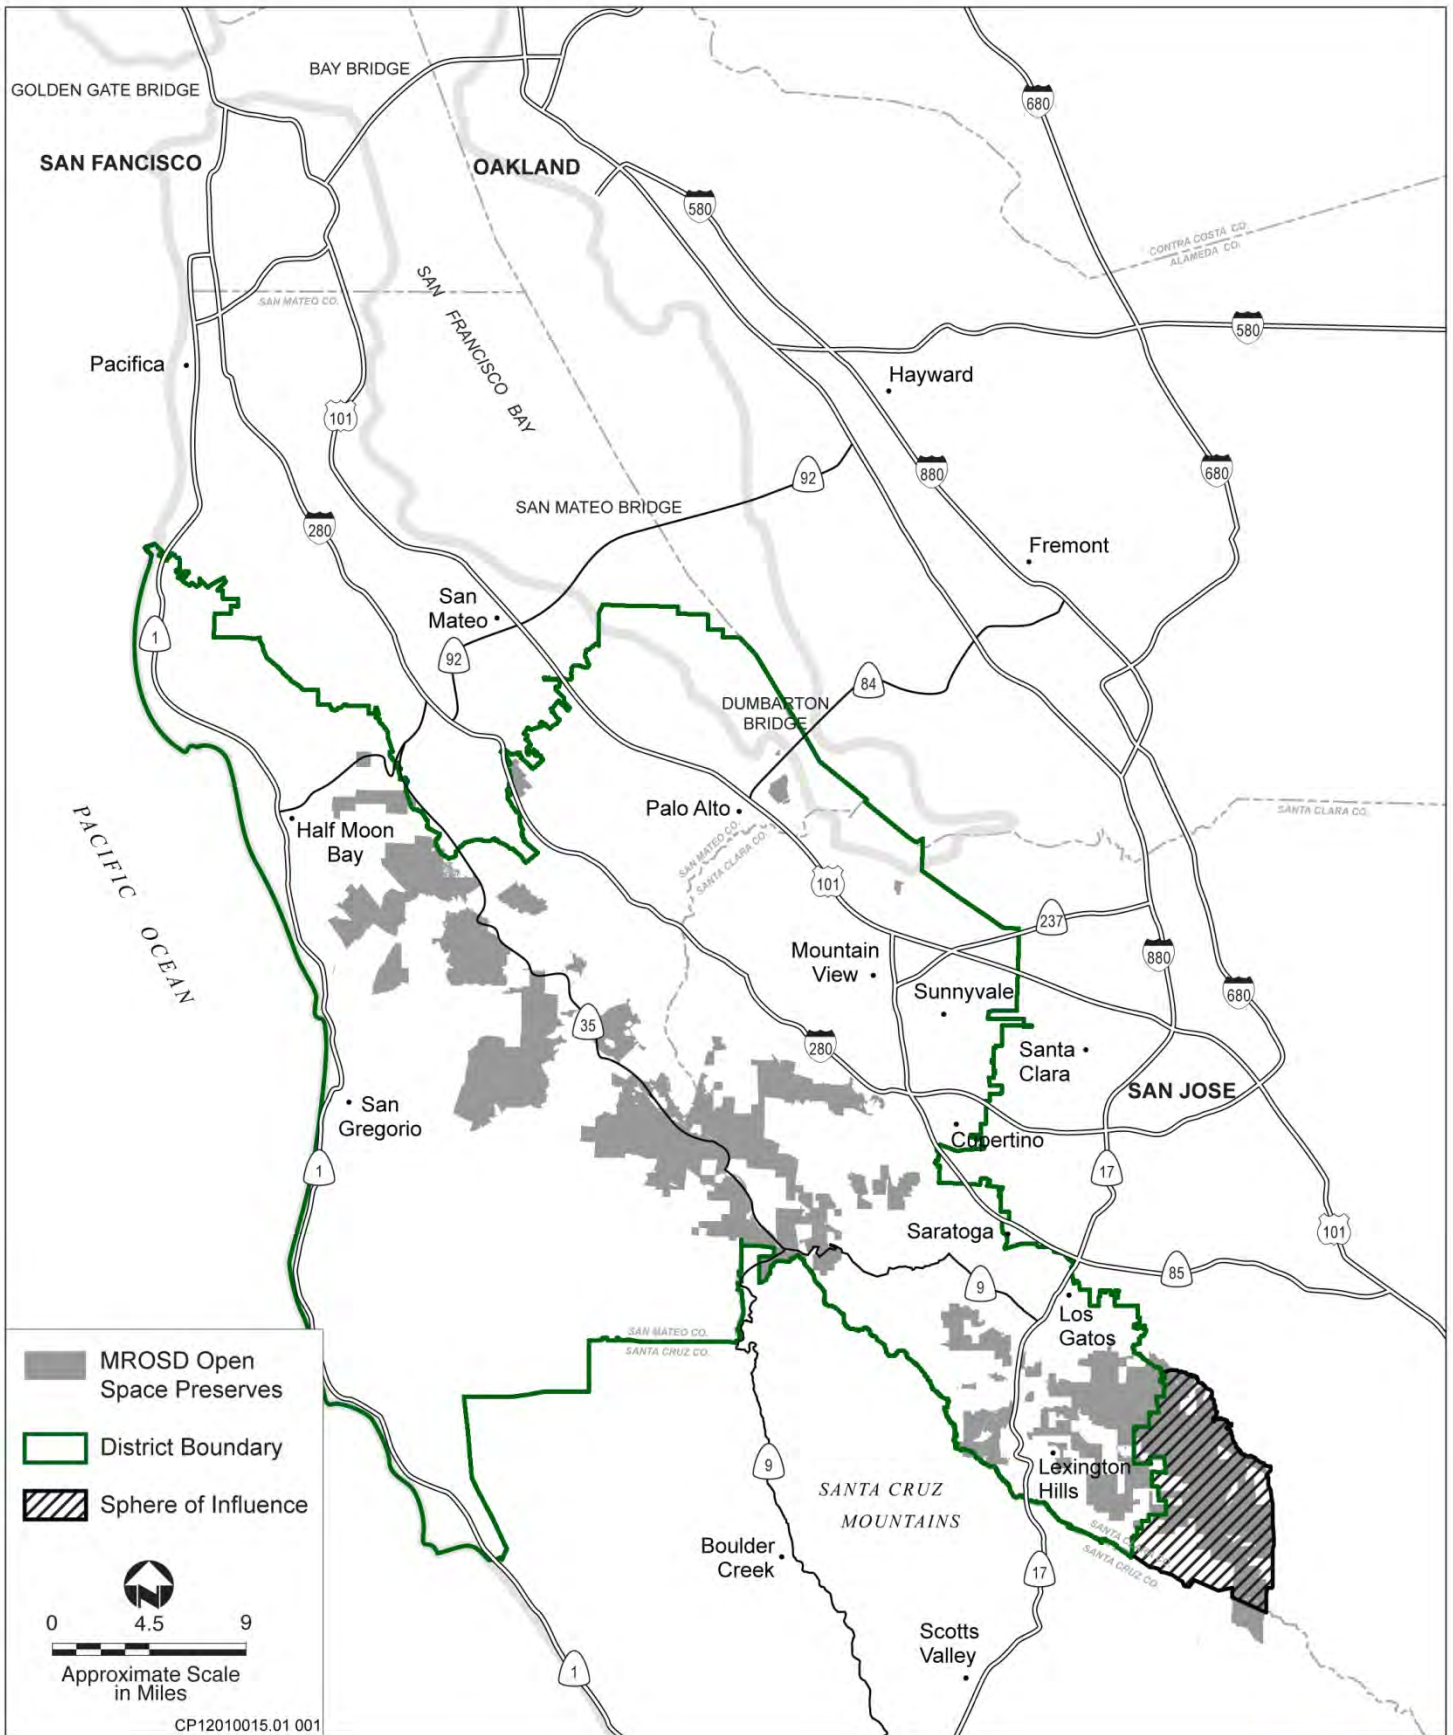 BAY BRIDGE
GOLDEN GATE BRIDGE
680
SAN FANCISCO
OAKLAND
580
CONTRA COSTA CO.
ALAMEDA CO.
SAN MATEO CO.
SAN FRANCISCO BAY
580
Pacifica
Hayward
101
92
880
680
SAN MATEO BRIDGE
280
Fremont
San
Mateo
1
92
84
DUMBARTON
BRIDGE
Palo Alto
SANTA CLARA CO.
SAN MATEO CO.
SANTA CLARA CO.
Half Moon
Bay
PACIFIC OCEAN
101
237
Mountain
View
880
Sunnyvale
680
35
280
Santa
Clara
SAN JOSE
San
Gregorio
Cupertino
1
17
Saratoga
101
9
85
Los
Gatos
SAN MATEO CO.
SANTA CRUZ CO.
MROSD Open
Space Preserves
District Boundary
Sphere of Influence
9
Lexington
Hills
SANTA CRUZ
MOUNTAINS
SANTA CRUZ CO.
Boulder
Creek
17
N
0 4.5 9
Approximate Scale
in Miles
Scotts
Valley
1
CP12010015.01 001